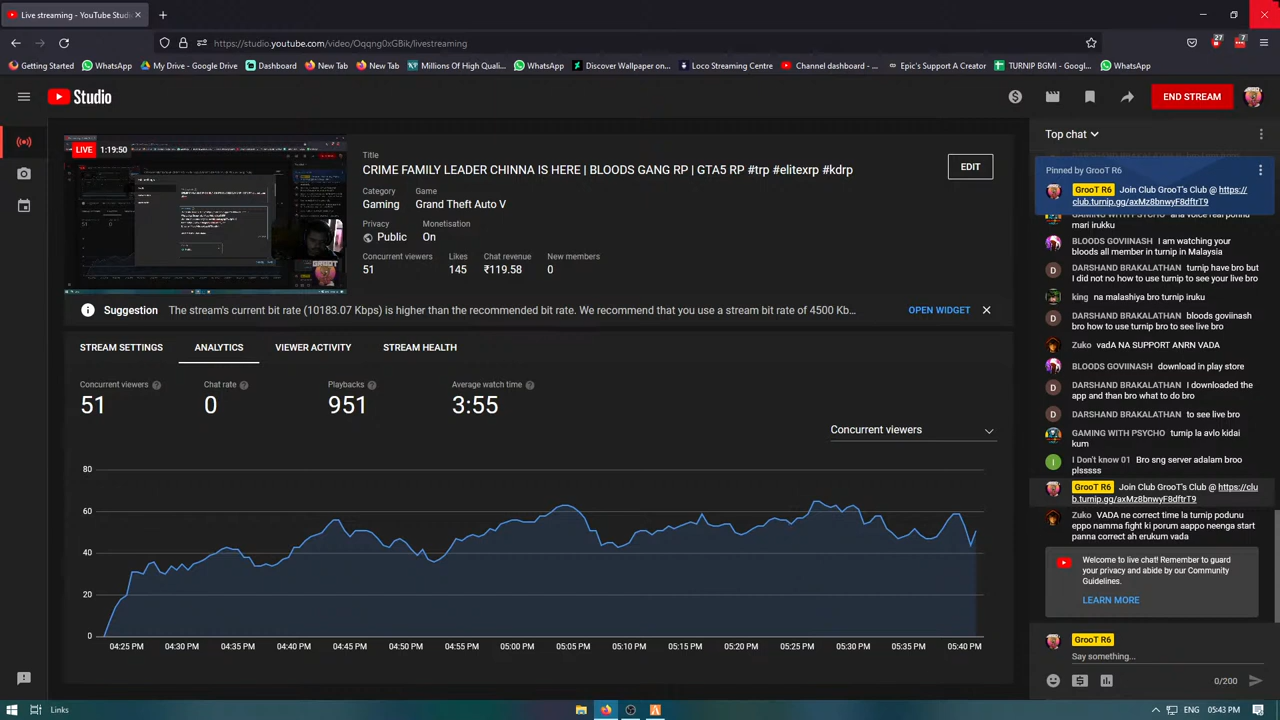 Live streaming - YouTube Studi
https://studio.youtube.com/video/Oqqng0xGBik/livestreaming
27
7
Getting Started
WhatsApp
My Drive - Google Drive
Dashboard
New Tab
New Tab
Millions Of High Quali...
WhatsApp
Discover Wallpaper on...
Loco Streaming Centre
Channel dashboard - ...
Epic's Support A Creator
TURNIP BGMI - Googl...
WhatsApp
Studio
END STREAM
LIVE
1:19:50
Title
CRIME FAMILY LEADER CHINNA IS HERE | BLOODS GANG RP | GTA5 RP #trp #elitexrp #kdrp
EDIT
Category
Game
Gaming
Grand Theft Auto V
Privacy
Monetisation
Public
On
Concurrent viewers
Likes
Chat revenue
New members
51
145
₹119.58
0
Suggestion
The stream's current bit rate (10183.07 Kbps) is higher than the recommended bit rate. We recommend that you use a stream bit rate of 4500 Kb...
OPEN WIDGET
STREAM SETTINGS
ANALYTICS
VIEWER ACTIVITY
STREAM HEALTH
Concurrent viewers
Chat rate
Playbacks
Average watch time
51
0
951
3:55
Concurrent viewers
80
60
40
20
0
04:25 PM
04:30 PM
04:35 PM
04:40 PM
04:45 PM
04:50 PM
04:55 PM
05:00 PM
05:05 PM
05:10 PM
05:15 PM
05:20 PM
05:25 PM
05:30 PM
05:35 PM
05:40 PM
Top chat
Pinned by GrooT R6
GrooT R6 Join Club GrocT's Club @ https://
club.turnip.gg/axMz8bnwyF8dftrT9
mari irukku
BLOODS GOVIINASH I am watching your
bloods all member in turnip in Malaysia
DARSHAND BRAKALATHAN turnip have bro but
I did not no how to use turnip to see your live bro
king na malashiya bro turnip iruku
DARSHAND BRAKALATHAN bloods goviinash
bro how to use turnip bro to see live bro
Zuko vadA NA SUPPORT ANRN VADA
BLOODS GOVIINASH download in play store
DARSHAND BRAKALATHAN I downloaded the
app and than bro what to do bro
DARSHAND BRAKALATHAN to see live bro
GAMING WITH PSYCHO turnip la avlo kidai
kum
I Don't know 01 Bro sng server adalam broo
plsssss
GrooT R6 Join Club GrooT's Club @ https://clu
b.turnip.gg/axMz8bnwyF8dftrT9
Zuko VADA ne correct time la turnip podunu
eppo namma fight ki porum aappo neenga start
panna correct ah erukum vada
Welcome to live chat! Remember to guard
your privacy and abide by our Community
Guidelines.
LEARN MORE
GrooT R6
Say something...
0/200
Links
ENG
05:43 PM